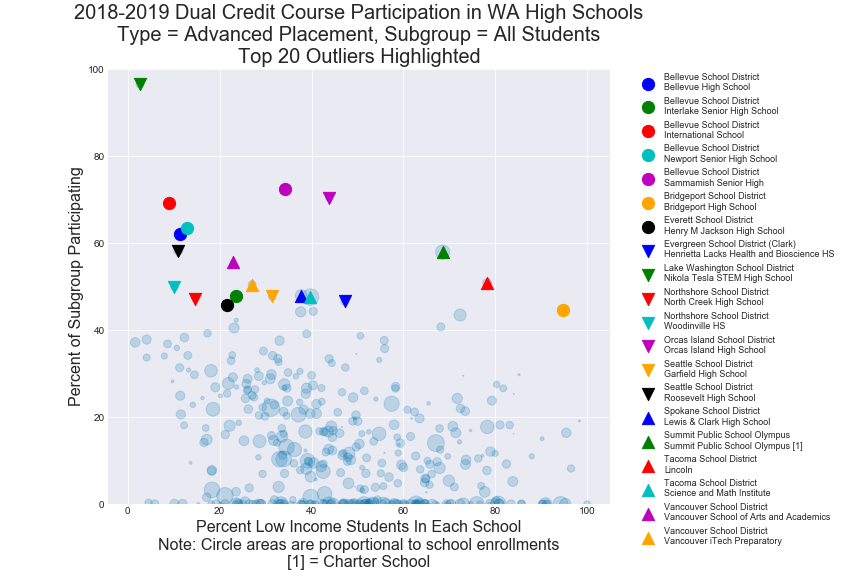 2018-2019 Dual Credit Course Participation in WA High Schools
Type = Advanced Placement, Subgroup = All Students
Top 20 Outliers Highlighted
Percent of Subgroup Participating
100
80
60
40
20
0
0 20 40 60 80 100
Percent Low Income Students In Each School
Note: Circle areas are proportional to school enrollments
[1] = Charter School
Bellevue School District
Bellevue High School
Bellevue School District
Interlake Senior High School
Bellevue School District
International School
Bellevue School District
Newport Senior High School
Bellevue School District
Sammamish Senior High
Bridgeport School District
Bridgeport High School
Everett School District
Henry M Jackson High School
Evergreen School District (Clark)
Henrietta Lacks Health and Bioscience HS
Lake Washington School District
Nikola Tesla STEM High School
Northshore School District
North Creek High School
Northshore School District
Woodinville HS
Orcas Island School District
Orcas Island High School
Seattle School District
Garfield High School
Seattle School District
Roosevelt High School
Spokane School District
Lewis & Clark High School
Summit Public School Olympus
Summit Public School Olympus [1]
Tacoma School District
Lincoln
Tacoma School District
Science and Math Institute
Vancouver School District
Vancouver School of Arts and Academics
Vancouver School District
Vancouver iTech Preparatory